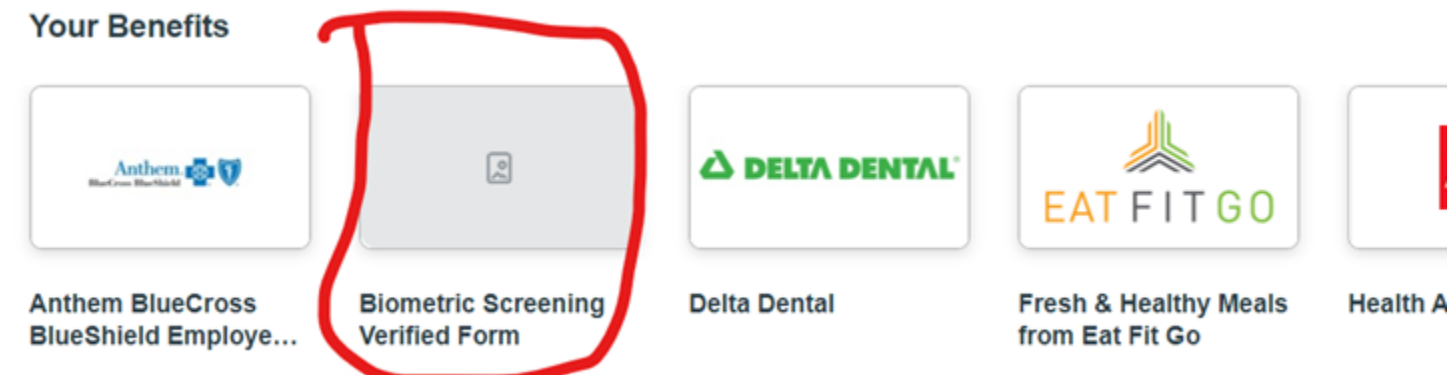 Your Benefits
Anthem
BlueCross BlueShield
DELTA DENTAL
EAT FIT GO
Anthem BlueCross
BlueShield Employe...
Biometric Screening
Verified Form
Delta Dental
Fresh & Healthy Meals
from Eat Fit Go
Health A